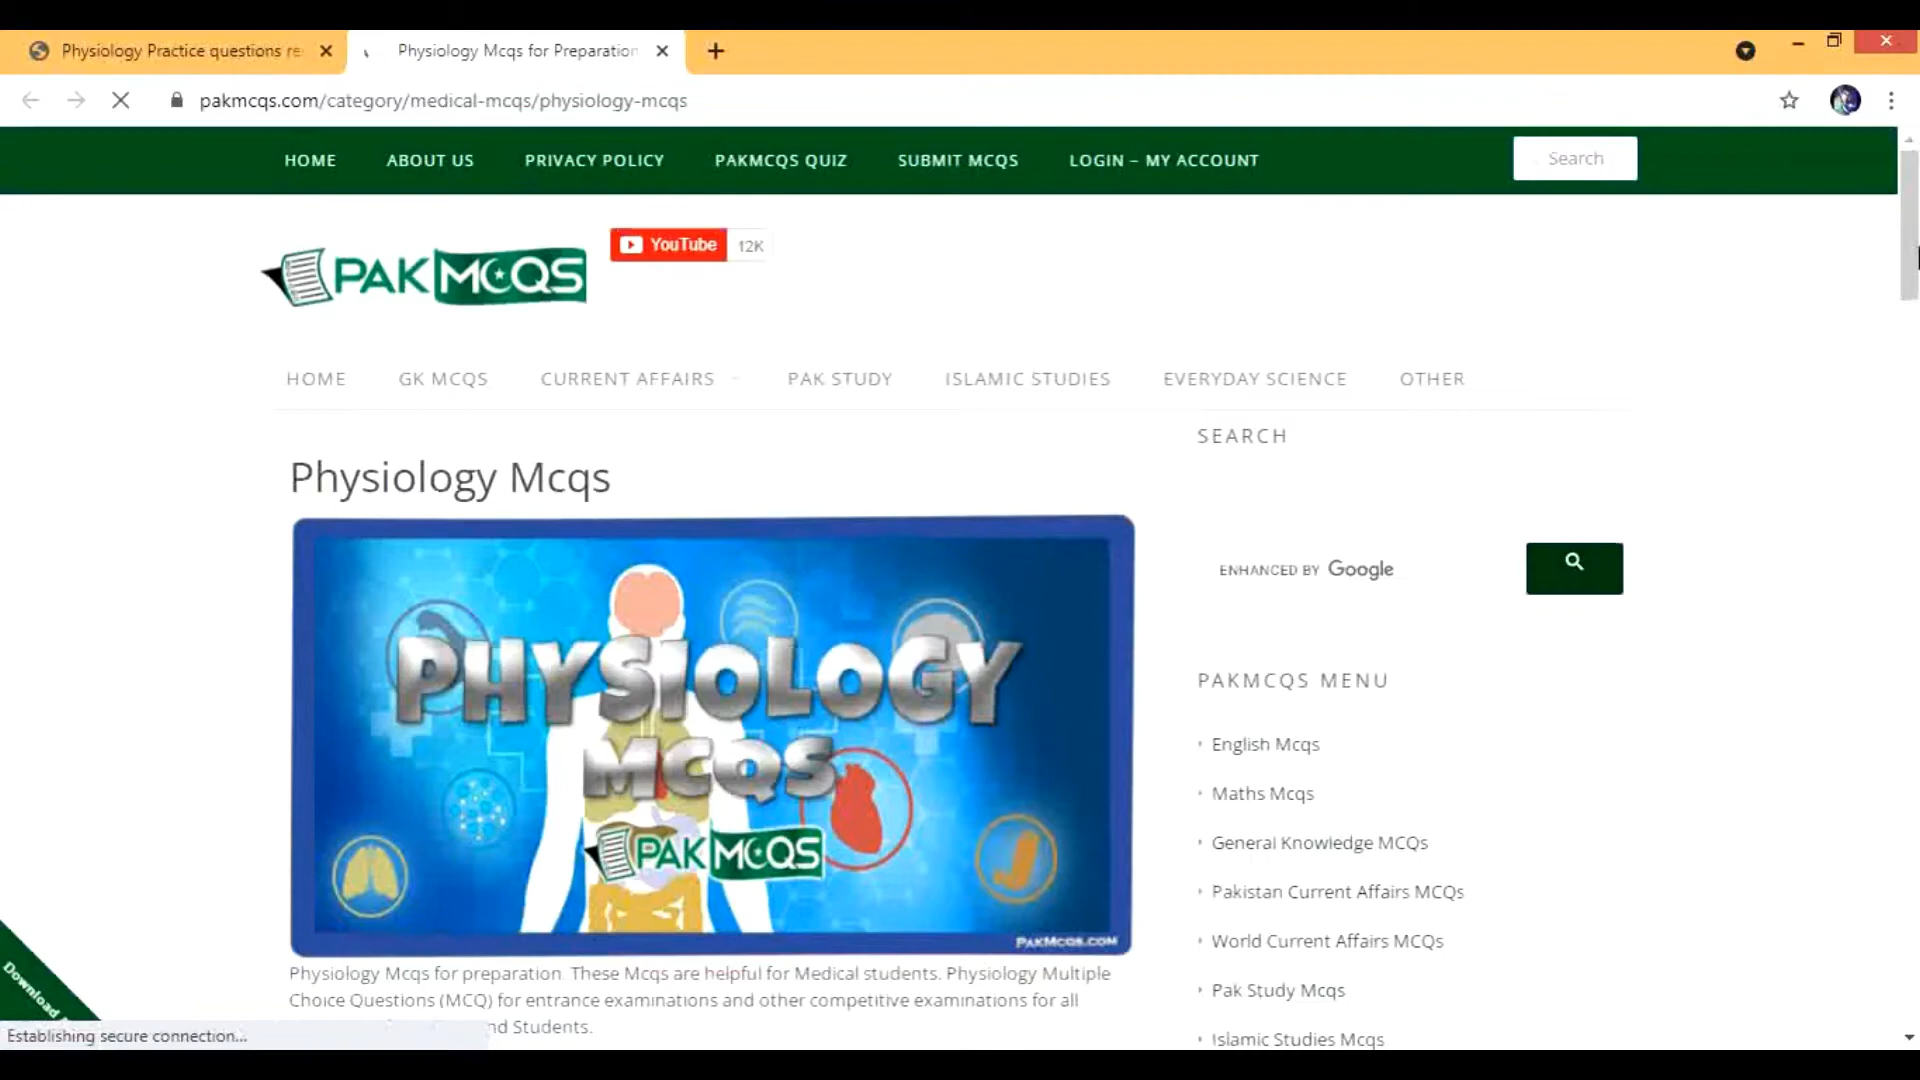 Physiology Practice questions re
Physiology Mcqs for Preparation
pakmcqs.com/category/medical-mcqs/physiology-mcqs
HOME ABOUT US PRIVACY POLICY PAKMCQS QUIZ SUBMIT MCQS LOGIN – MY ACCOUNT Search
YouTube 12K
PAK MCQS
HOME GK MCQS CURRENT AFFAIRS PAK STUDY ISLAMIC STUDIES EVERYDAY SCIENCE OTHER
SEARCH
Physiology Mcqs
ENHANCED BY Google
PHYSIOLOGY
MCQS
PAK MCQS
PAKMCQS.COM
PAKMCQS MENU
English Mcqs
Maths Mcqs
General Knowledge MCQs
Pakistan Current Affairs MCQs
World Current Affairs MCQs
Pak Study Mcqs
Islamic Studies Mcqs
Physiology Mcqs for preparation. These Mcqs are helpful for Medical students. Physiology Multiple
Choice Questions (MCQ) for entrance examinations and other competitive examinations for all
nd Students.
Download
Establishing secure connection...